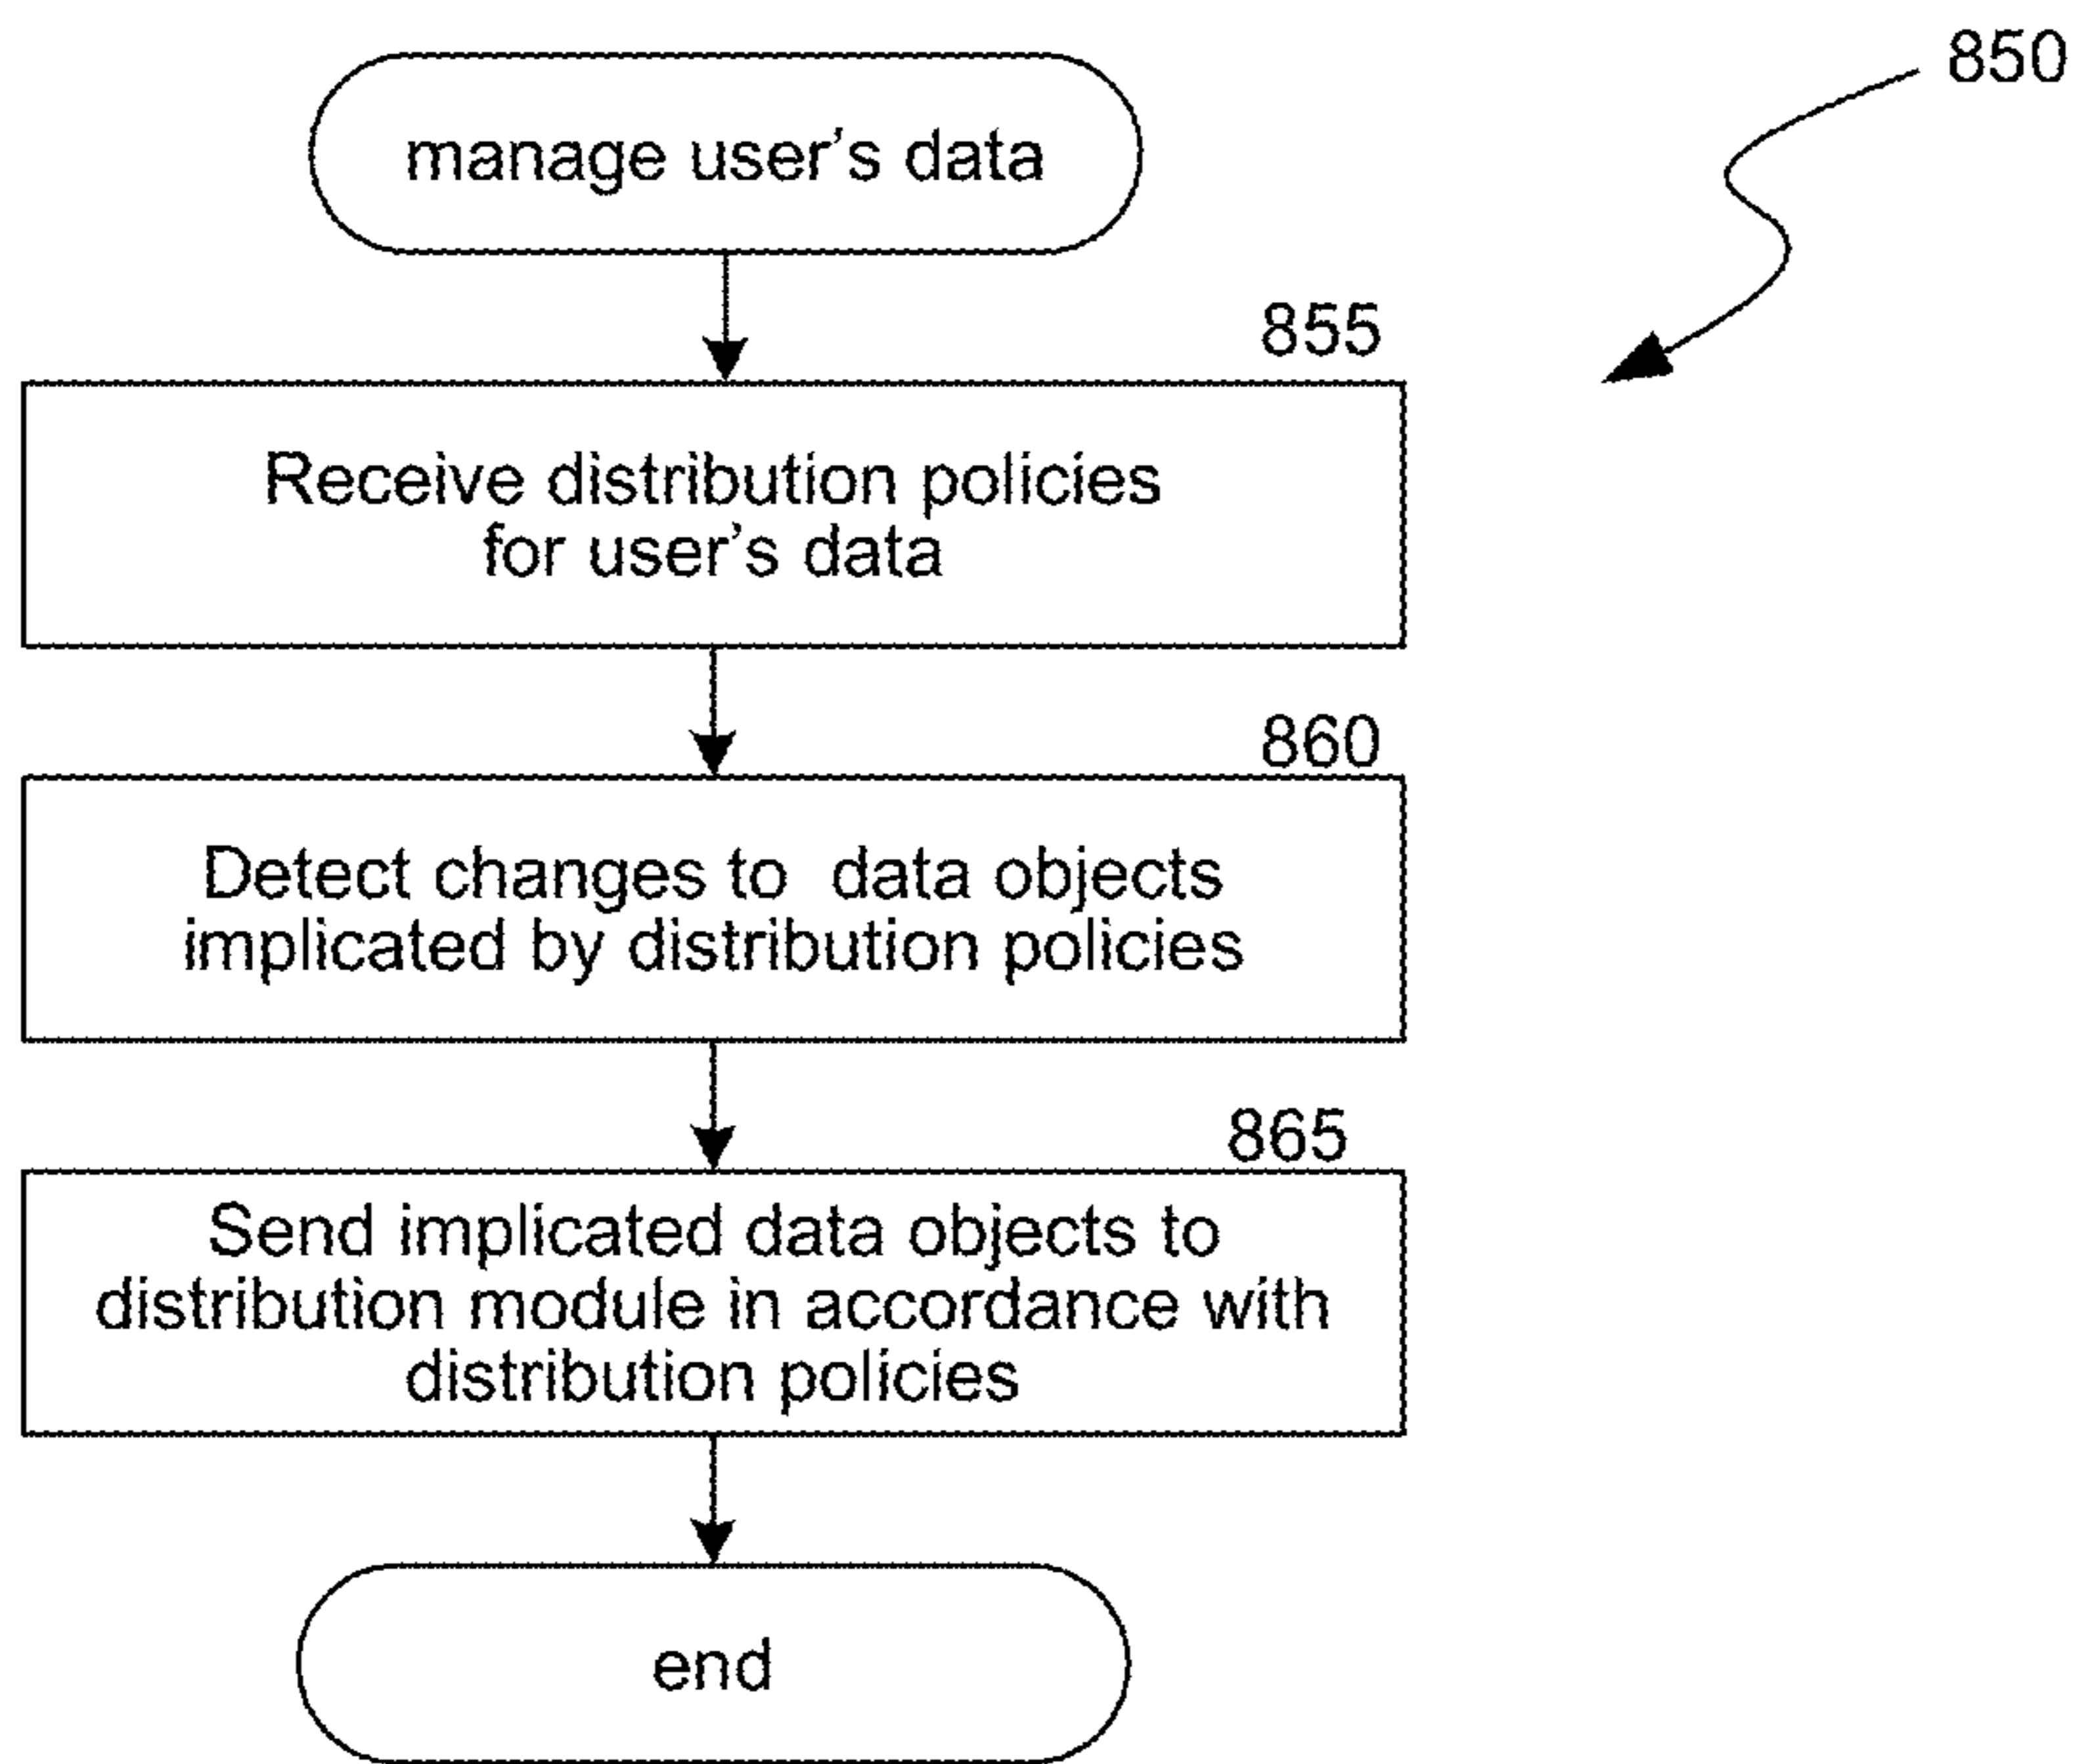 850
manage user's data
855
Receive distribution policies
for user's data
860
Detect changes to  data objects
implicated by distribution policies
865
Send implicated data objects to
distribution module in accordance with
distribution policies
end